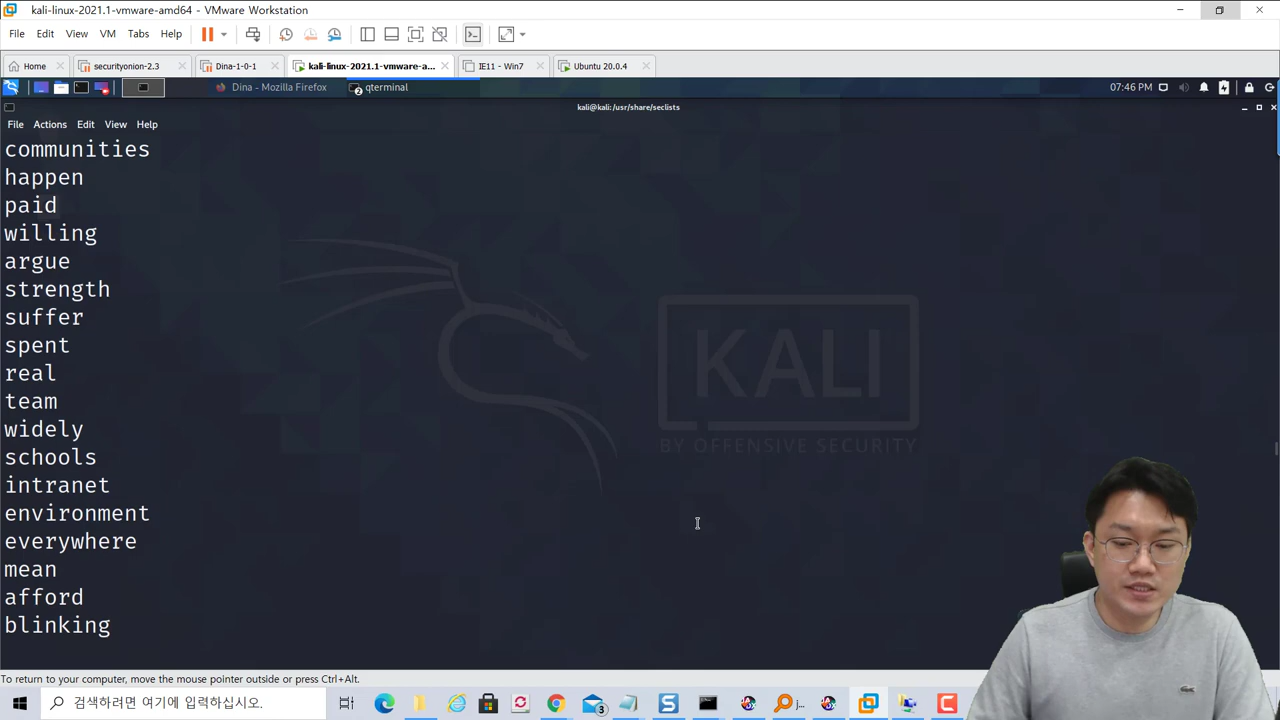 kali-linux-2021.1-vmware-amd64 - VMware Workstation
File Edit View VM Tabs Help
Home securityonion-2.3 Dina-1-0-1 kali-linux-2021.1-vmware-a... IE11 - Win7 Ubuntu 20.0.4
Dina - Mozilla Firefox qterminal 07:46 PM
kali@kali: /usr/share/seclists
File Actions Edit View Help
communities
happen
paid
willing
argue
strength
suffer
spent
real
team
widely
schools
intranet
environment
everywhere
mean
afford
blinking
KALI
BY OFFENSIVE SECURITY
To return to your computer, move the mouse pointer outside or press Ctrl+Alt.
검색하려면 여기에 입력하십시오.
3
j...